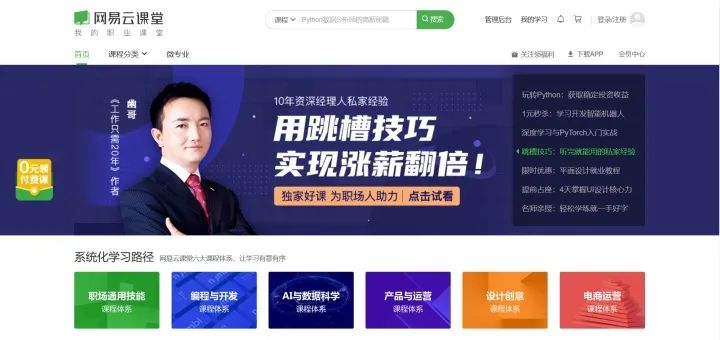 网易云课堂
我的职业课堂
课程 Python数据分析师的高薪秘籍 搜索
管理后台 我的学习 登录/注册
首页 课程分类 微专业
关注领福利 下载APP 会员中心
0元领
付费课
幽哥
《工作只需20年》作者
10年资深经理人私家经验
用跳槽技巧
实现涨薪翻倍！
独家好课 为职场人助力 点击试看
玩转Python：获取稳定投资收益
1元秒杀：学习开发智能机器人
深度学习与PyTorch入门实战
跳槽技巧：听完就能用的私家经验
限时优惠：平面设计就业教程
提前占座：4天掌握UI设计核心力
名师亲授：轻松学练就一手好字
系统化学习路径 网易云课堂六大课程体系，让学习有意有序
职场通用技能
课程体系
编程与开发
课程体系
AI与数据科学
课程体系
产品与运营
课程体系
设计创意
课程体系
电商运营
课程体系